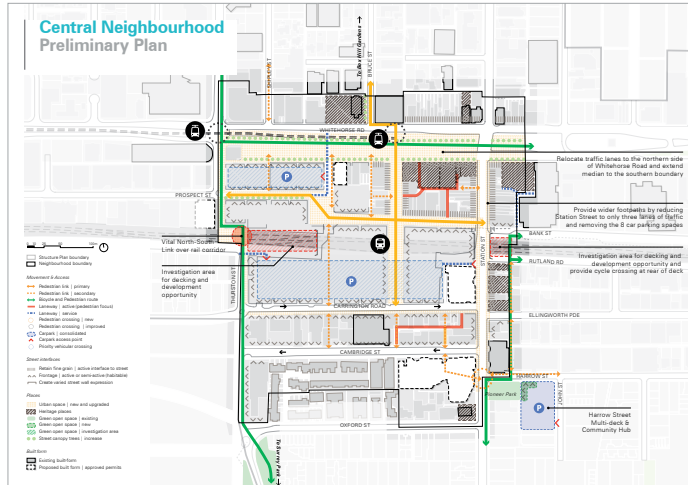 Central Neighbourhood
Preliminary Plan
To Box Hill Gardens
SHIPLEY ST
BRUCE ST
WHITEHORSE RD
Relocate traffic lanes to the northern side
of Whitehorse Road and extend
median to the southern boundary
P
PROSPECT ST
Provide wider footpaths by reducing
Station Street to only three lanes of traffic
and removing the 8 car parking spaces
BANK ST
STATION ST
RUTLAND RD
Vital North-South
Link over rail corridor
Investigation area
for decking and
development
opportunity
Investigation area for decking and
development opportunity and
provide cycle crossing at rear of deck
THURSTON ST
P
CARRINGTON ROAD
ELLINGWORTH PDE
CAMBRIDGE ST
HARROW ST
Pioneer Park
JOHN ST
P
Harrow Street
Multi-deck &
Community Hub
OXFORD ST
To Surrey Park
Structure Plan boundary
Neighbourhood boundary
Movement & Access
Pedestrian link | primary
Pedestrian link | secondary
Bicycle and Pedestrian route
Laneway | active (pedestrian focus)
Laneway | service
Pedestrian crossing | new
Pedestrian crossing | improved
Carpark | consolidated
Carpark access point
Priority vehicular crossing
Street interfaces
Retain fine grain | active interface to street
Frontage | active or semi-active (habitable)
Create varied street wall expression
Places
Urban space | new and upgraded
Heritage places
Green open space | existing
Green open space | new
Green open space | investigation area
Street canopy trees | increase
Built form
Existing built-form
Proposed built form | approved permits